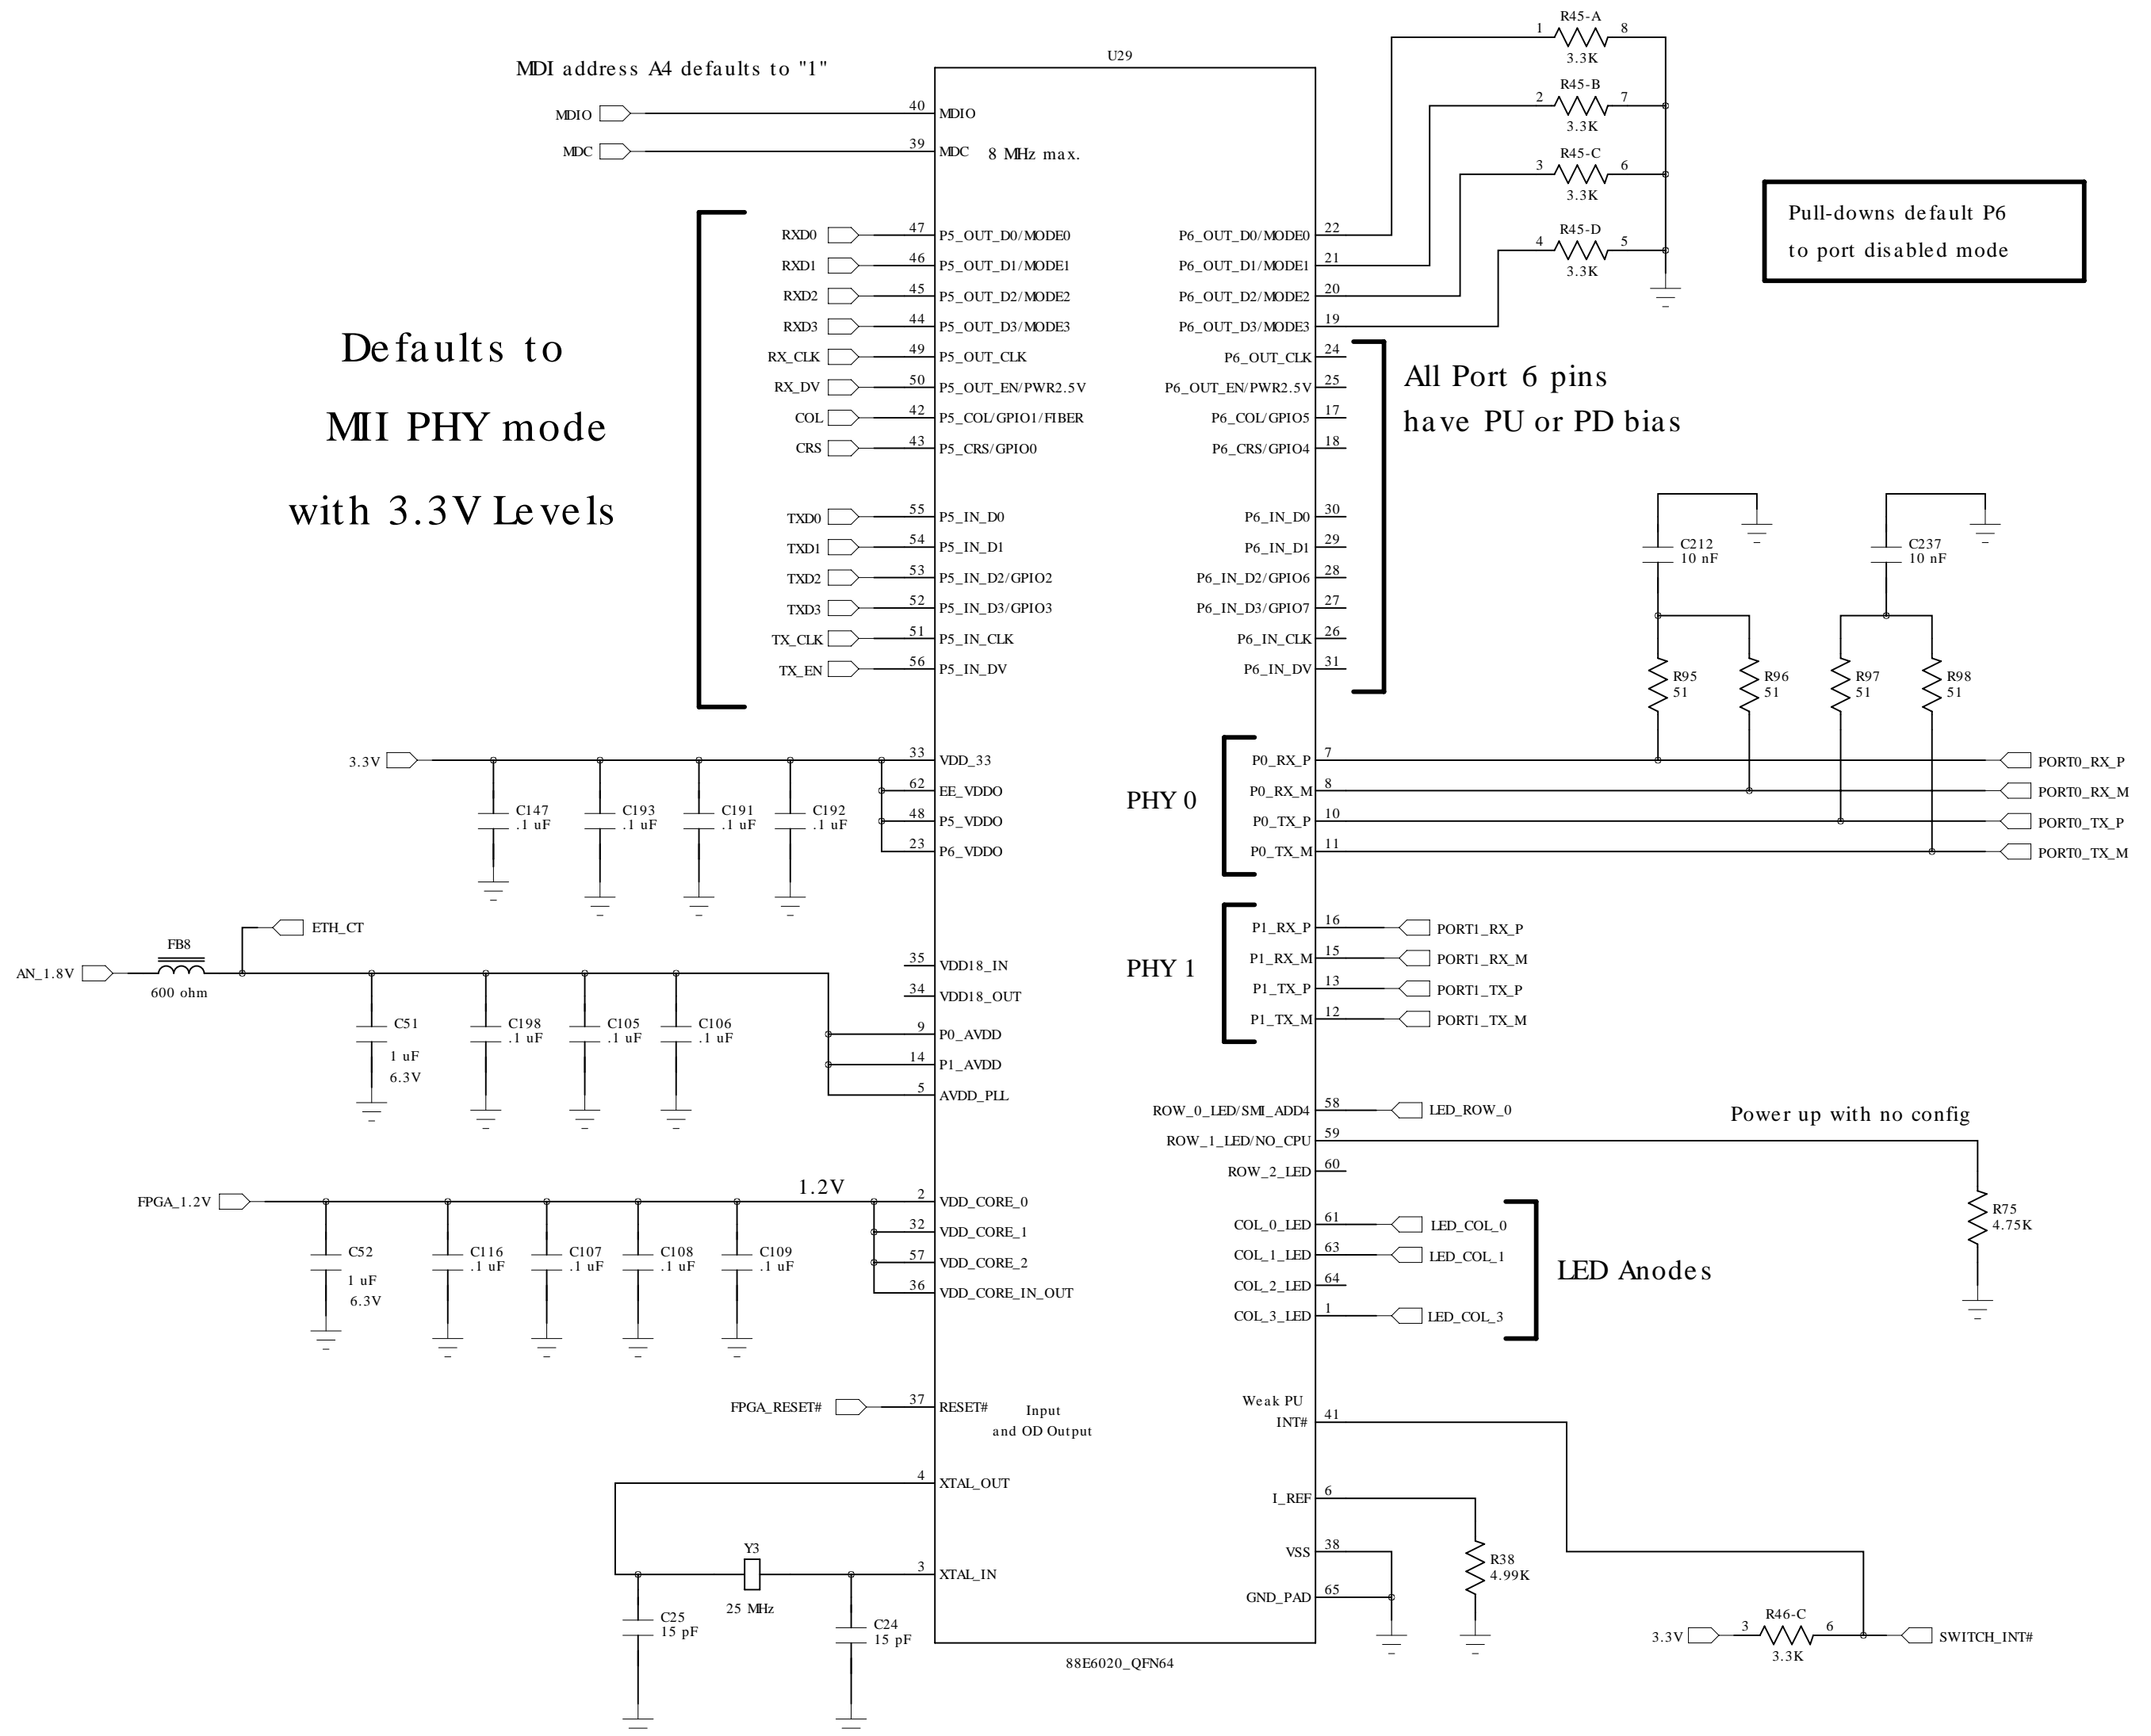 U29
MDI address A4 defaults to "1"
MDIO
40
MDIO
MDC
39
MDC
8 MHz max.
R45-A
1
8
3.3K
R45-B
2
7
3.3K
R45-C
3
6
3.3K
R45-D
4
5
3.3K
Pull-downs default P6
to port disabled mode
Defaults to
MII PHY mode
with 3.3V Levels
RXD0
47
P5_OUT_D0/MODE0
RXD1
46
P5_OUT_D1/MODE1
RXD2
45
P5_OUT_D2/MODE2
RXD3
44
P5_OUT_D3/MODE3
RX_CLK
49
P5_OUT_CLK
RX_DV
50
P5_OUT_EN/PWR2.5V
COL
42
P5_COL/GPIO1/FIBER
CRS
43
P5_CRS/GPIO0
TXD0
55
P5_IN_D0
TXD1
54
P5_IN_D1
TXD2
53
P5_IN_D2/GPIO2
TXD3
52
P5_IN_D3/GPIO3
TX_CLK
51
P5_IN_CLK
TX_EN
56
P5_IN_DV
P6_OUT_D0/MODE0
22
P6_OUT_D1/MODE1
21
P6_OUT_D2/MODE2
20
P6_OUT_D3/MODE3
19
P6_OUT_CLK
24
P6_OUT_EN/PWR2.5V
25
P6_COL/GPIO5
17
P6_CRS/GPIO4
18
P6_IN_D0
30
P6_IN_D1
29
P6_IN_D2/GPIO6
28
P6_IN_D3/GPIO7
27
P6_IN_CLK
26
P6_IN_DV
31
All Port 6 pins
have PU or PD bias
C212
10 nF
C237
10 nF
R95
51
R96
51
R97
51
R98
51
3.3V
33
VDD_33
62
EE_VDDO
48
P5_VDDO
23
P6_VDDO
C147
.1 uF
C193
.1 uF
C191
.1 uF
C192
.1 uF
PHY 0
P0_RX_P
7
PORT0_RX_P
P0_RX_M
8
PORT0_RX_M
P0_TX_P
10
PORT0_TX_P
P0_TX_M
11
PORT0_TX_M
ETH_CT
FB8
AN_1.8V
600 ohm
35
VDD18_IN
34
VDD18_OUT
9
P0_AVDD
14
P1_AVDD
5
AVDD_PLL
C51
1 uF
6.3V
C198
.1 uF
C105
.1 uF
C106
.1 uF
PHY 1
P1_RX_P
16
PORT1_RX_P
P1_RX_M
15
PORT1_RX_M
P1_TX_P
13
PORT1_TX_P
P1_TX_M
12
PORT1_TX_M
ROW_0_LED/SMI_ADD4
58
LED_ROW_0
ROW_1_LED/NO_CPU
59
ROW_2_LED
60
Power up with no config
R75
4.75K
FPGA_1.2V
1.2V
2
VDD_CORE_0
32
VDD_CORE_1
57
VDD_CORE_2
36
VDD_CORE_IN_OUT
C52
1 uF
6.3V
C116
.1 uF
C107
.1 uF
C108
.1 uF
C109
.1 uF
COL_0_LED
61
LED_COL_0
COL_1_LED
63
LED_COL_1
COL_2_LED
64
COL_3_LED
1
LED_COL_3
LED Anodes
FPGA_RESET#
37
RESET#
Input
and OD Output
Weak PU
INT#
41
4
XTAL_OUT
Y3
25 MHz
3
XTAL_IN
C25
15 pF
C24
15 pF
I_REF
6
R38
4.99K
VSS
38
GND_PAD
65
3.3V
3
R46-C
6
3.3K
SWITCH_INT#
88E6020_QFN64